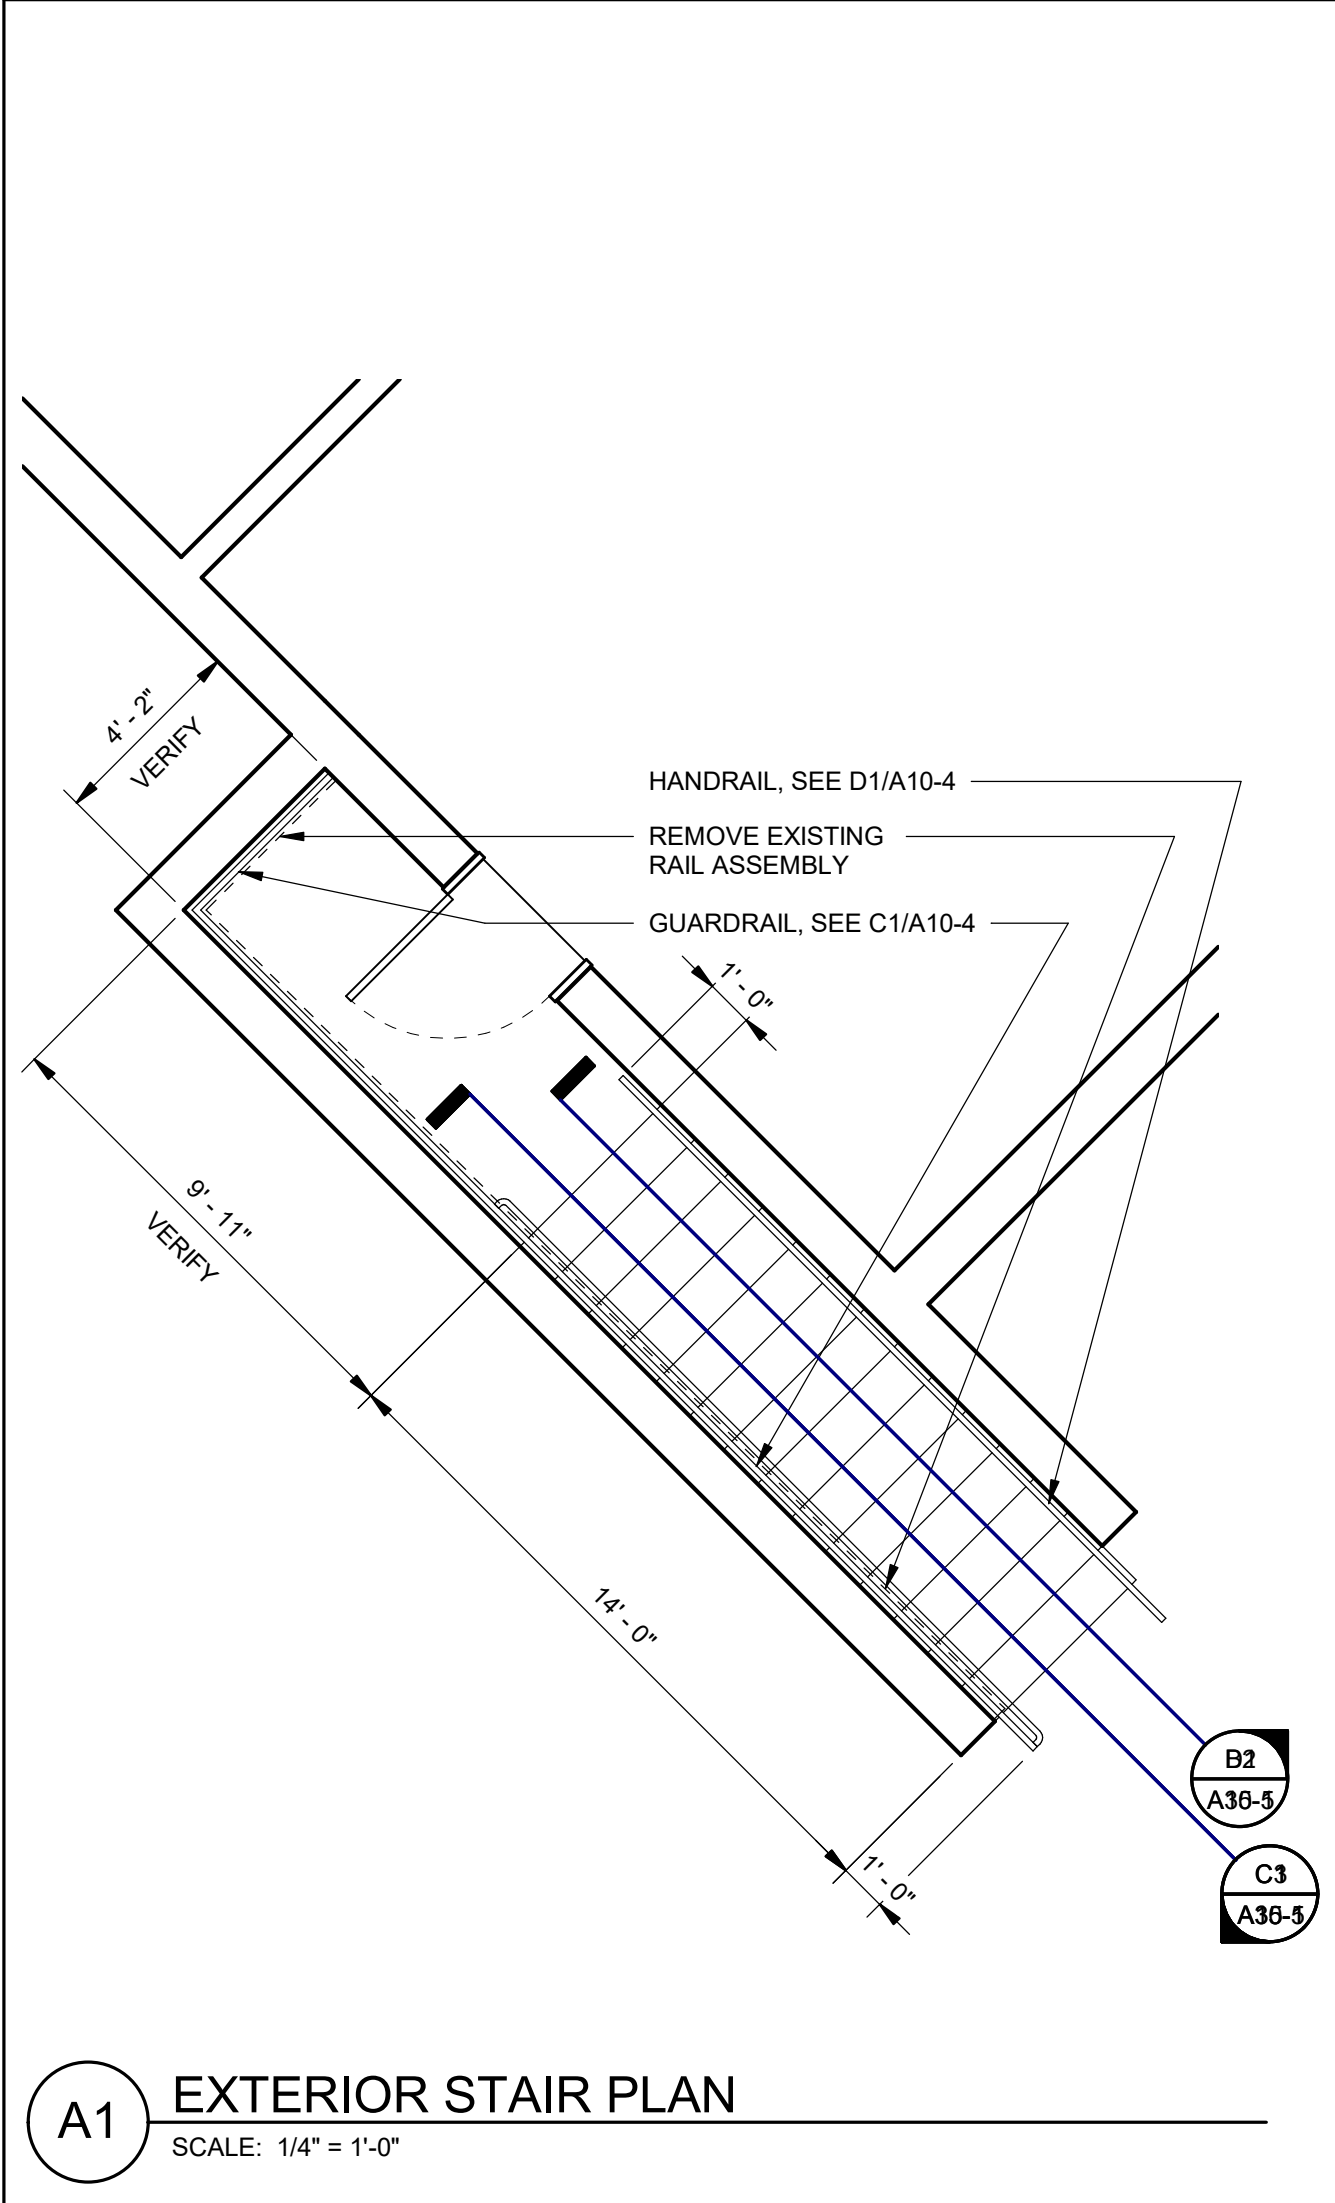 4' - 2"
VERIFY
HANDRAIL, SEE D1/A10-4
REMOVE EXISTING
RAIL ASSEMBLY
GUARDRAIL, SEE C1/A10-4
1' - 0"
9' - 11"
VERIFY
14' - 0"
1' - 0"
A1
EXTERIOR STAIR PLAN
SCALE: 1/4" = 1'-0"